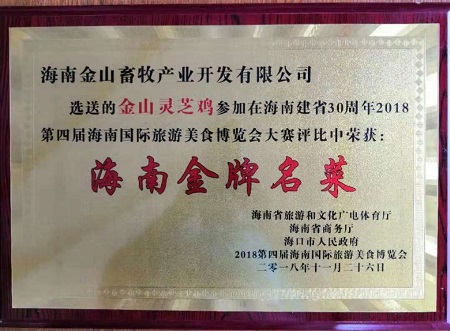 海南金山畜牧产业开发有限公司
选送的金山灵芝鸡参加在海南建省30周年2018
第四届海南国际旅游美食博览会大赛评比中荣获：
海南金牌名菜
海南省旅游和文化广电体育厅
海南省商务厅
海口市人民政府
2018第四届海南国际旅游美食博览会
二零一八年十一月二十六日